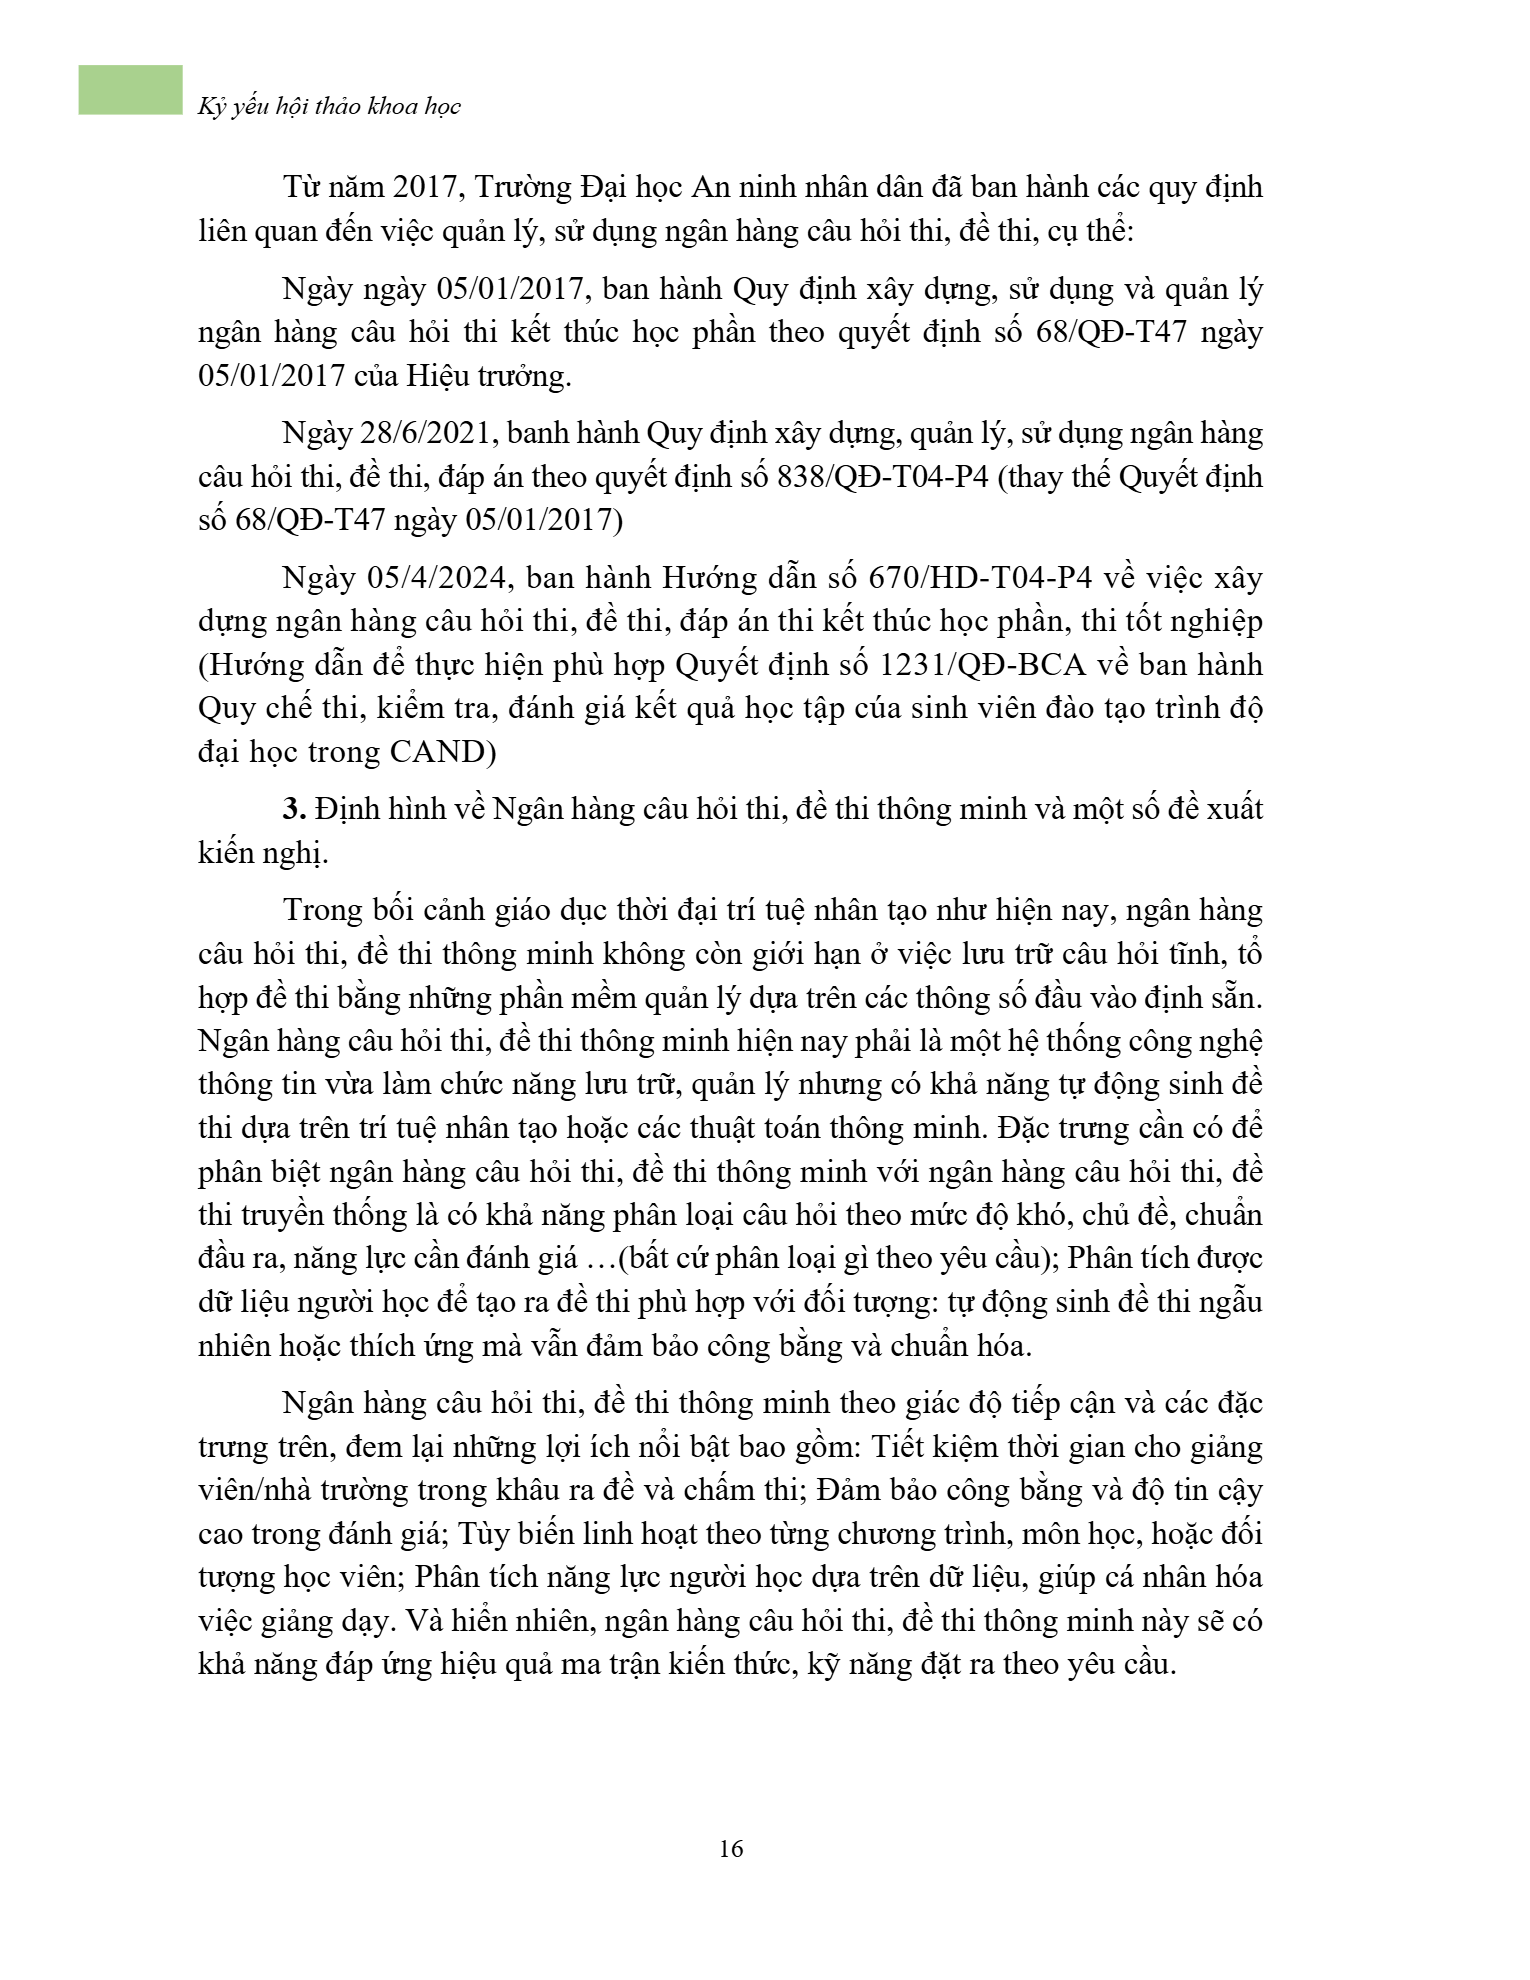 Kỷ yếu hội thảo khoa học
Từ năm 2017, Trường Đại học An ninh nhân dân đã ban hành các quy định
liên quan đến việc quản lý, sử dụng ngân hàng câu hỏi thi, đề thi, cụ thể:
Ngày ngày 05/01/2017, ban hành Quy định xây dựng, sử dụng và quản lý
ngân hàng câu hỏi thi kết thúc học phần theo quyết định số 68/QĐ-T47 ngày
05/01/2017 của Hiệu trưởng.
Ngày 28/6/2021, banh hành Quy định xây dựng, quản lý, sử dụng ngân hàng
câu hỏi thi, đề thi, đáp án theo quyết định số 838/QĐ-T04-P4 (thay thế Quyết định
số 68/QĐ-T47 ngày 05/01/2017)
Ngày 05/4/2024, ban hành Hướng dẫn số 670/HD-T04-P4 về việc xây
dựng ngân hàng câu hỏi thi, đề thi, đáp án thi kết thúc học phần, thi tốt nghiệp
(Hướng dẫn để thực hiện phù hợp Quyết định số 1231/QĐ-BCA về ban hành
Quy chế thi, kiểm tra, đánh giá kết quả học tập cúa sinh viên đào tạo trình độ
đại học trong CAND)
3. Định hình về Ngân hàng câu hỏi thi, đề thi thông minh và một số đề xuất
kiến nghị.
Trong bối cảnh giáo dục thời đại trí tuệ nhân tạo như hiện nay, ngân hàng
câu hỏi thi, đề thi thông minh không còn giới hạn ở việc lưu trữ câu hỏi tĩnh, tổ
hợp đề thi bằng những phần mềm quản lý dựa trên các thông số đầu vào định sẵn.
Ngân hàng câu hỏi thi, đề thi thông minh hiện nay phải là một hệ thống công nghệ
thông tin vừa làm chức năng lưu trữ, quản lý nhưng có khả năng tự động sinh đề
thi dựa trên trí tuệ nhân tạo hoặc các thuật toán thông minh. Đặc trưng cần có để
phân biệt ngân hàng câu hỏi thi, đề thi thông minh với ngân hàng câu hỏi thi, đề
thi truyền thống là có khả năng phân loại câu hỏi theo mức độ khó, chủ đề, chuẩn
đầu ra, năng lực cần đánh giá …(bất cứ phân loại gì theo yêu cầu); Phân tích được
dữ liệu người học để tạo ra đề thi phù hợp với đối tượng: tự động sinh đề thi ngẫu
nhiên hoặc thích ứng mà vẫn đảm bảo công bằng và chuẩn hóa.
Ngân hàng câu hỏi thi, đề thi thông minh theo giác độ tiếp cận và các đặc
trưng trên, đem lại những lợi ích nổi bật bao gồm: Tiết kiệm thời gian cho giảng
viên/nhà trường trong khâu ra đề và chấm thi; Đảm bảo công bằng và độ tin cậy
cao trong đánh giá; Tùy biến linh hoạt theo từng chương trình, môn học, hoặc đối
tượng học viên; Phân tích năng lực người học dựa trên dữ liệu, giúp cá nhân hóa
việc giảng dạy. Và hiển nhiên, ngân hàng câu hỏi thi, đề thi thông minh này sẽ có
khả năng đáp ứng hiệu quả ma trận kiến thức, kỹ năng đặt ra theo yêu cầu.
16